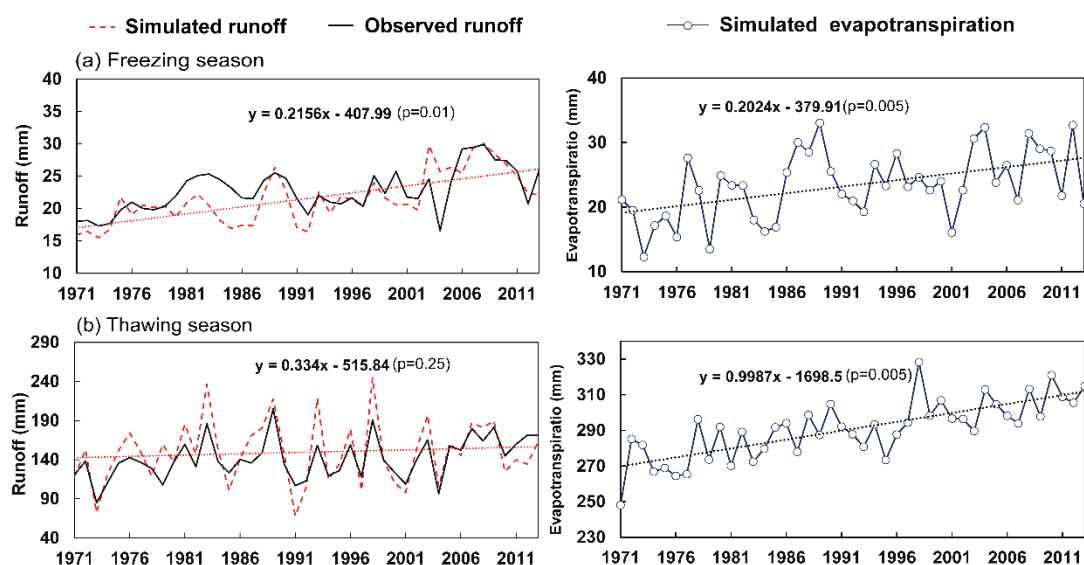 Simulated runoff Observed runoff Simulated evapotranspiration
(a) Freezing season
40
35
30
25
20
15
10
Runoff (mm)
y = 0.2156x - 407.99 (p=0.01)
1971 1976 1981 1986 1991 1996 2001 2006 2011
40
30
20
10
Evapotranspiratio (mm)
y = 0.2024x - 379.91(p=0.005)
1971 1976 1981 1986 1991 1996 2001 2006 2011
(b) Thawing season
290
240
190
140
90
40
Runoff (mm)
y = 0.334x - 515.84 (p=0.25)
1971 1976 1981 1986 1991 1996 2001 2006 2011
330
310
290
270
250
230
Evapotranspiratio (mm)
y = 0.9987x - 1698.5 (p=0.005)
1971 1976 1981 1986 1991 1996 2001 2006 2011